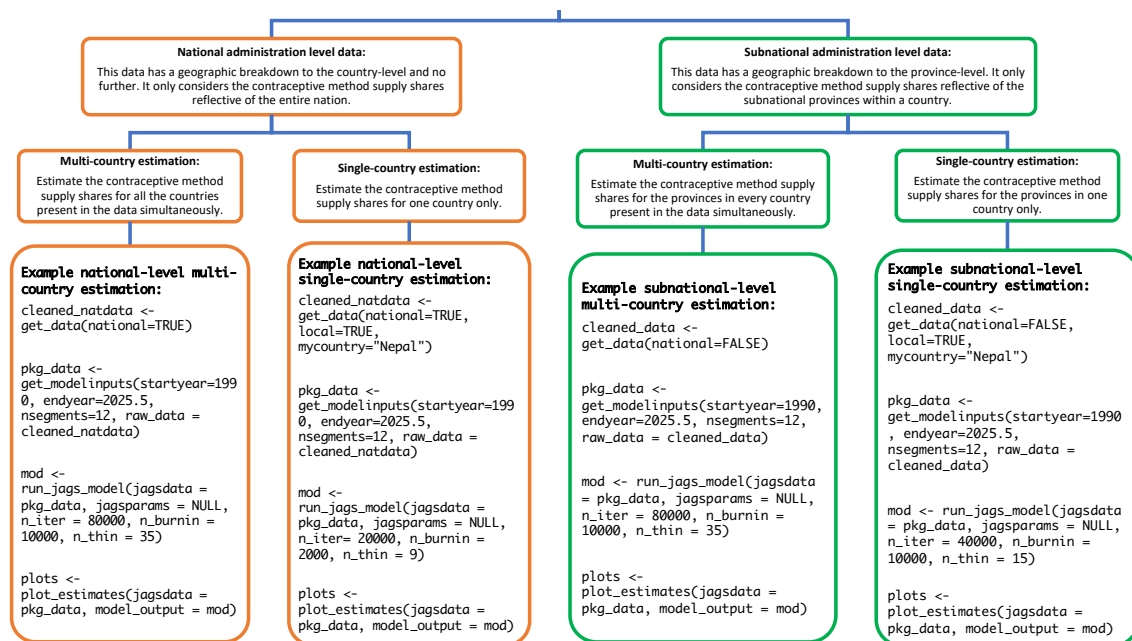 National administration level data:
This data has a geographic breakdown to the country-level and no
further. It only considers the contraceptive method supply shares
reflective of the entire nation.
Subnational administration level data:
This data has a geographic breakdown to the province-level. It only
considers the contraceptive method supply shares reflective of the
subnational provinces within a country.
Multi-country estimation:
Estimate the contraceptive method
supply shares for all the countries
present in the data simultaneously.
Single-country estimation:
Estimate the contraceptive method
supply shares for one country only.
Multi-country estimation:
Estimate the contraceptive method supply
shares for the provinces in every country
present in the data simultaneously.
Single-country estimation:
Estimate the contraceptive method
supply shares for the provinces in one
country only.
Example national-level multi-
country estimation:
cleaned_natdata <-
get_data(national=TRUE)
pkg_data <-
get_modelinputs(startyear=199
0, endyear=2025.5,
nsegments=12, raw_data =
cleaned_natdata)
mod <-
run_jags_model(jagsdata =
pkg_data, jagsparams = NULL,
n_iter = 80000, n_burnin =
10000, n_thin = 35)
plots <-
plot_estimates(jagsdata =
pkg_data, model_output = mod)
Example national-level
single-country estimation:
cleaned_natdata <-
get_data(national=TRUE,
local=TRUE,
mycountry="Nepal")
pkg_data <-
get_modelinputs(startyear=199
0, endyear=2025.5,
nsegments=12, raw_data =
cleaned_natdata)
mod <-
run_jags_model(jagsdata =
pkg_data, jagsparams = NULL,
n_iter= 20000, n_burnin =
2000, n_thin = 9)
plots <-
plot_estimates(jagsdata =
pkg_data, model_output = mod)
Example subnational-level
multi-country estimation:
cleaned_data <-
get_data(national=FALSE)
pkg_data <-
get_modelinputs(startyear=1990,
endyear=2025.5, nsegments=12,
raw_data = cleaned_data)
mod <- run_jags_model(jagsdata
= pkg_data, jagsparams = NULL,
n_iter = 80000, n_burnin =
10000, n_thin = 35)
plots <-
plot_estimates(jagsdata =
pkg_data, model_output = mod)
Example subnational-level
single-country estimation:
cleaned_data <-
get_data(national=FALSE,
local=TRUE,
mycountry="Nepal")
pkg_data <-
get_modelinputs(startyear=1990
, endyear=2025.5,
nsegments=12, raw_data =
cleaned_data)
mod <- run_jags_model(jagsdata
= pkg_data, jagsparams = NULL,
n_iter = 40000, n_burnin =
10000, n_thin = 15)
plots <-
plot_estimates(jagsdata =
pkg_data, model_output = mod)